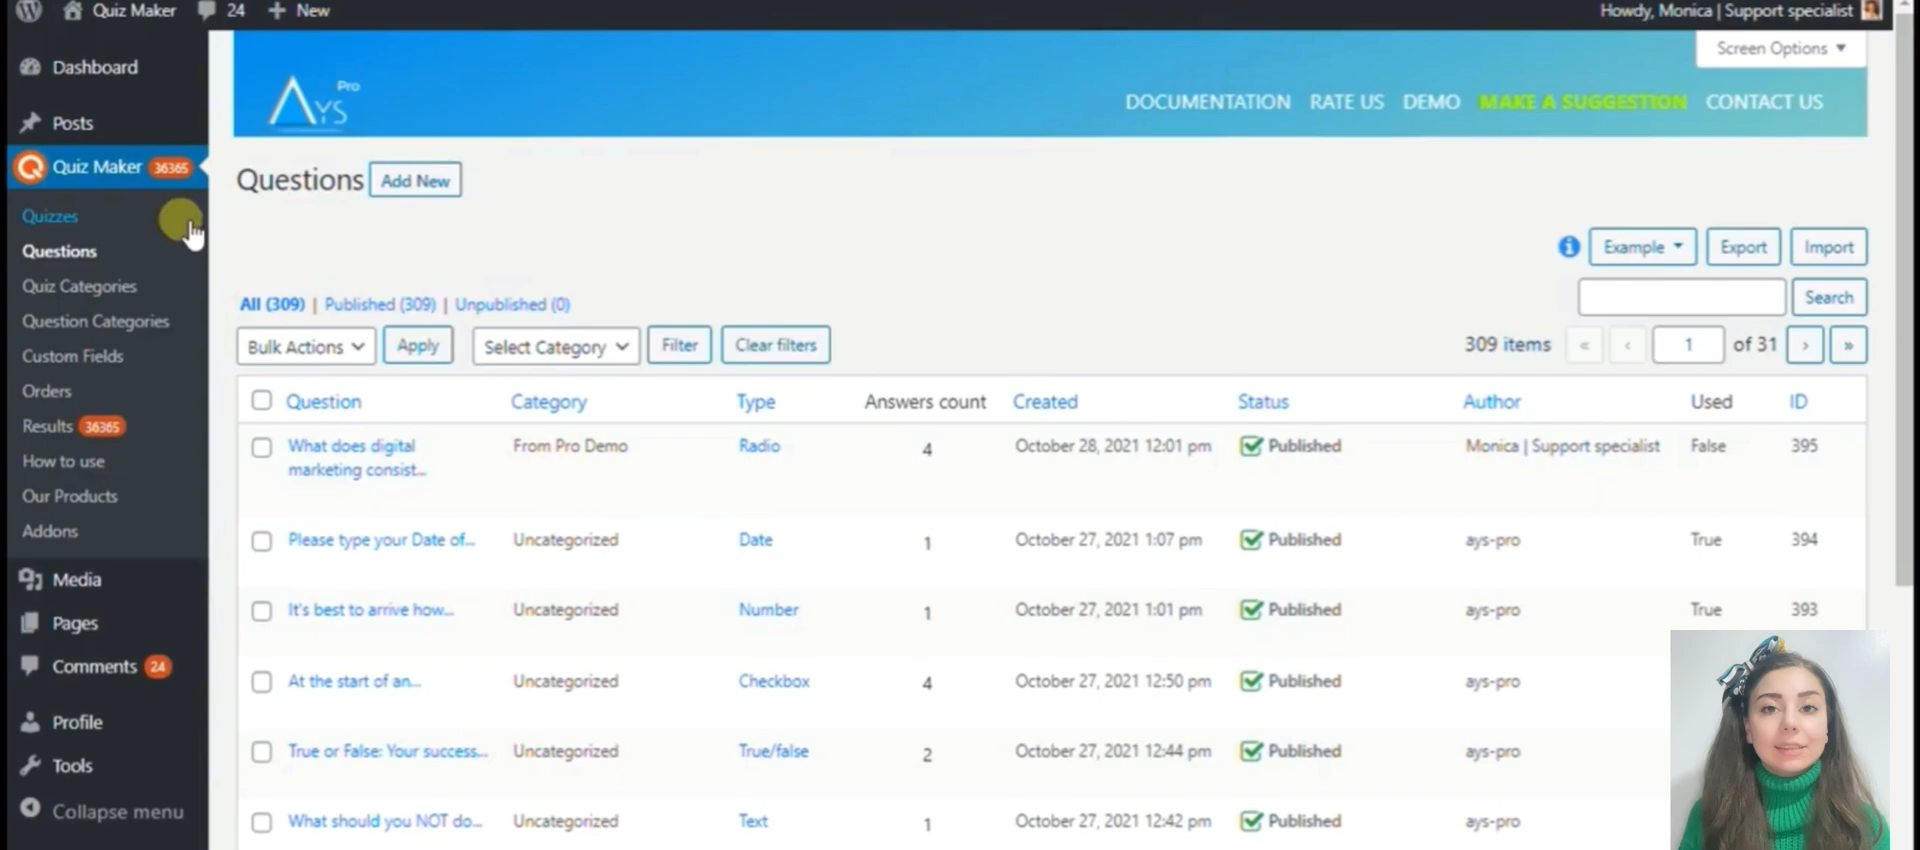 Quiz Maker 24 New Howdy, Monica | Support specialist
Screen Options
Ays Pro
DOCUMENTATION RATE US DEMO MAKE A SUGGESTION CONTACT US
Dashboard
Posts
Quiz Maker 36365
Quizzes
Questions
Quiz Categories
Question Categories
Custom Fields
Orders
Results 36365
How to use
Our Products
Addons
Media
Pages
Comments 24
Profile
Tools
Collapse menu
Questions Add New
Example Export Import
Search
All (309) | Published (309) | Unpublished (0)
Bulk Actions Apply Select Category Filter Clear filters 309 items « ‹ 1 of 31 › »
Question Category Type Answers count Created Status Author Used ID
What does digital From Pro Demo Radio 4 October 28, 2021 12:01 pm Published Monica | Support specialist False 395
marketing consist...
Please type your Date of... Uncategorized Date 1 October 27, 2021 1:07 pm Published ays-pro True 394
It's best to arrive how... Uncategorized Number 1 October 27, 2021 1:01 pm Published ays-pro True 393
At the start of an... Uncategorized Checkbox 4 October 27, 2021 12:50 pm Published ays-pro
True or False: Your success... Uncategorized True/false 2 October 27, 2021 12:44 pm Published ays-pro
What should you NOT do... Uncategorized Text 1 October 27, 2021 12:42 pm Published ays-pro